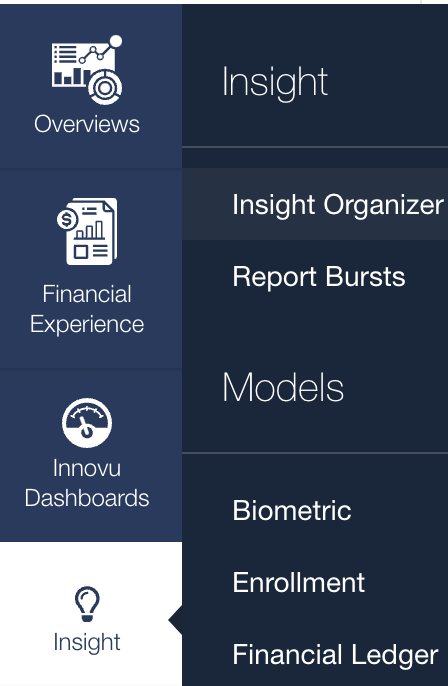 Overviews
Financial
Experience
Innovu
Dashboards
Insight
Insight
Insight Organizer
Report Bursts
Models
Biometric
Enrollment
Financial Ledger